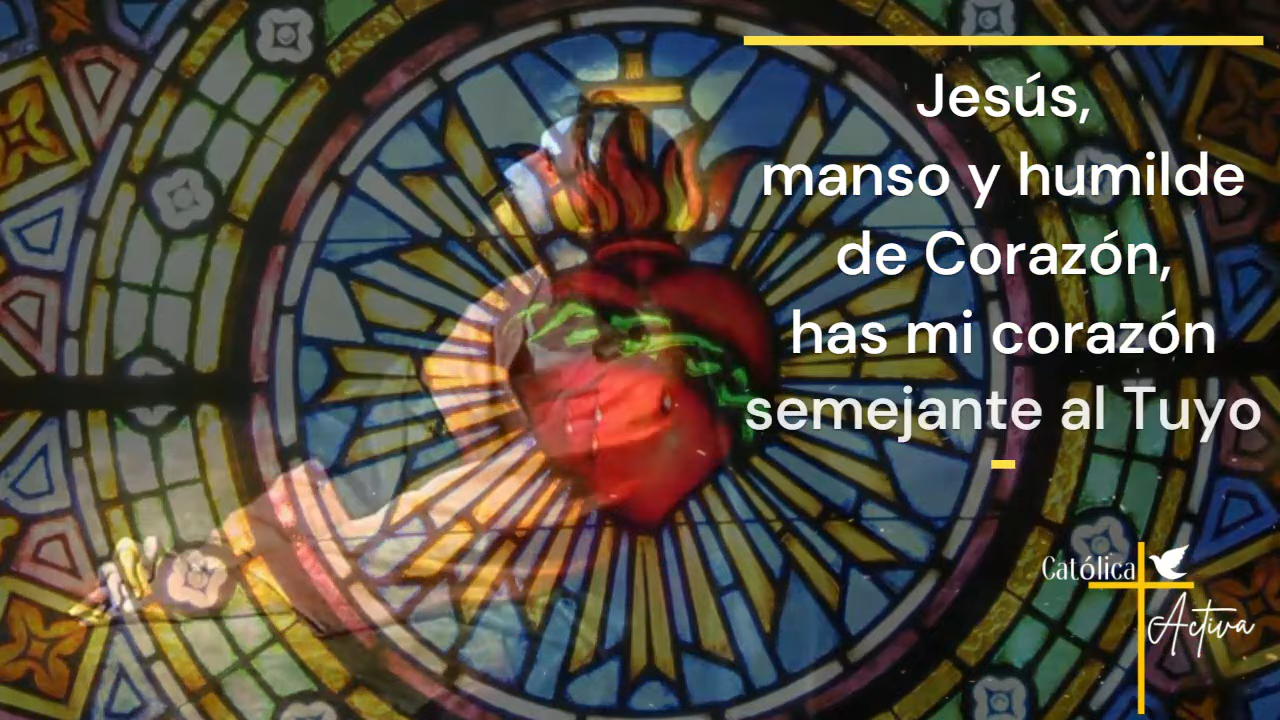 Jesús,
manso y humilde
de Corazón,
has mi corazón
semejante al Tuyo
Católica
Activa